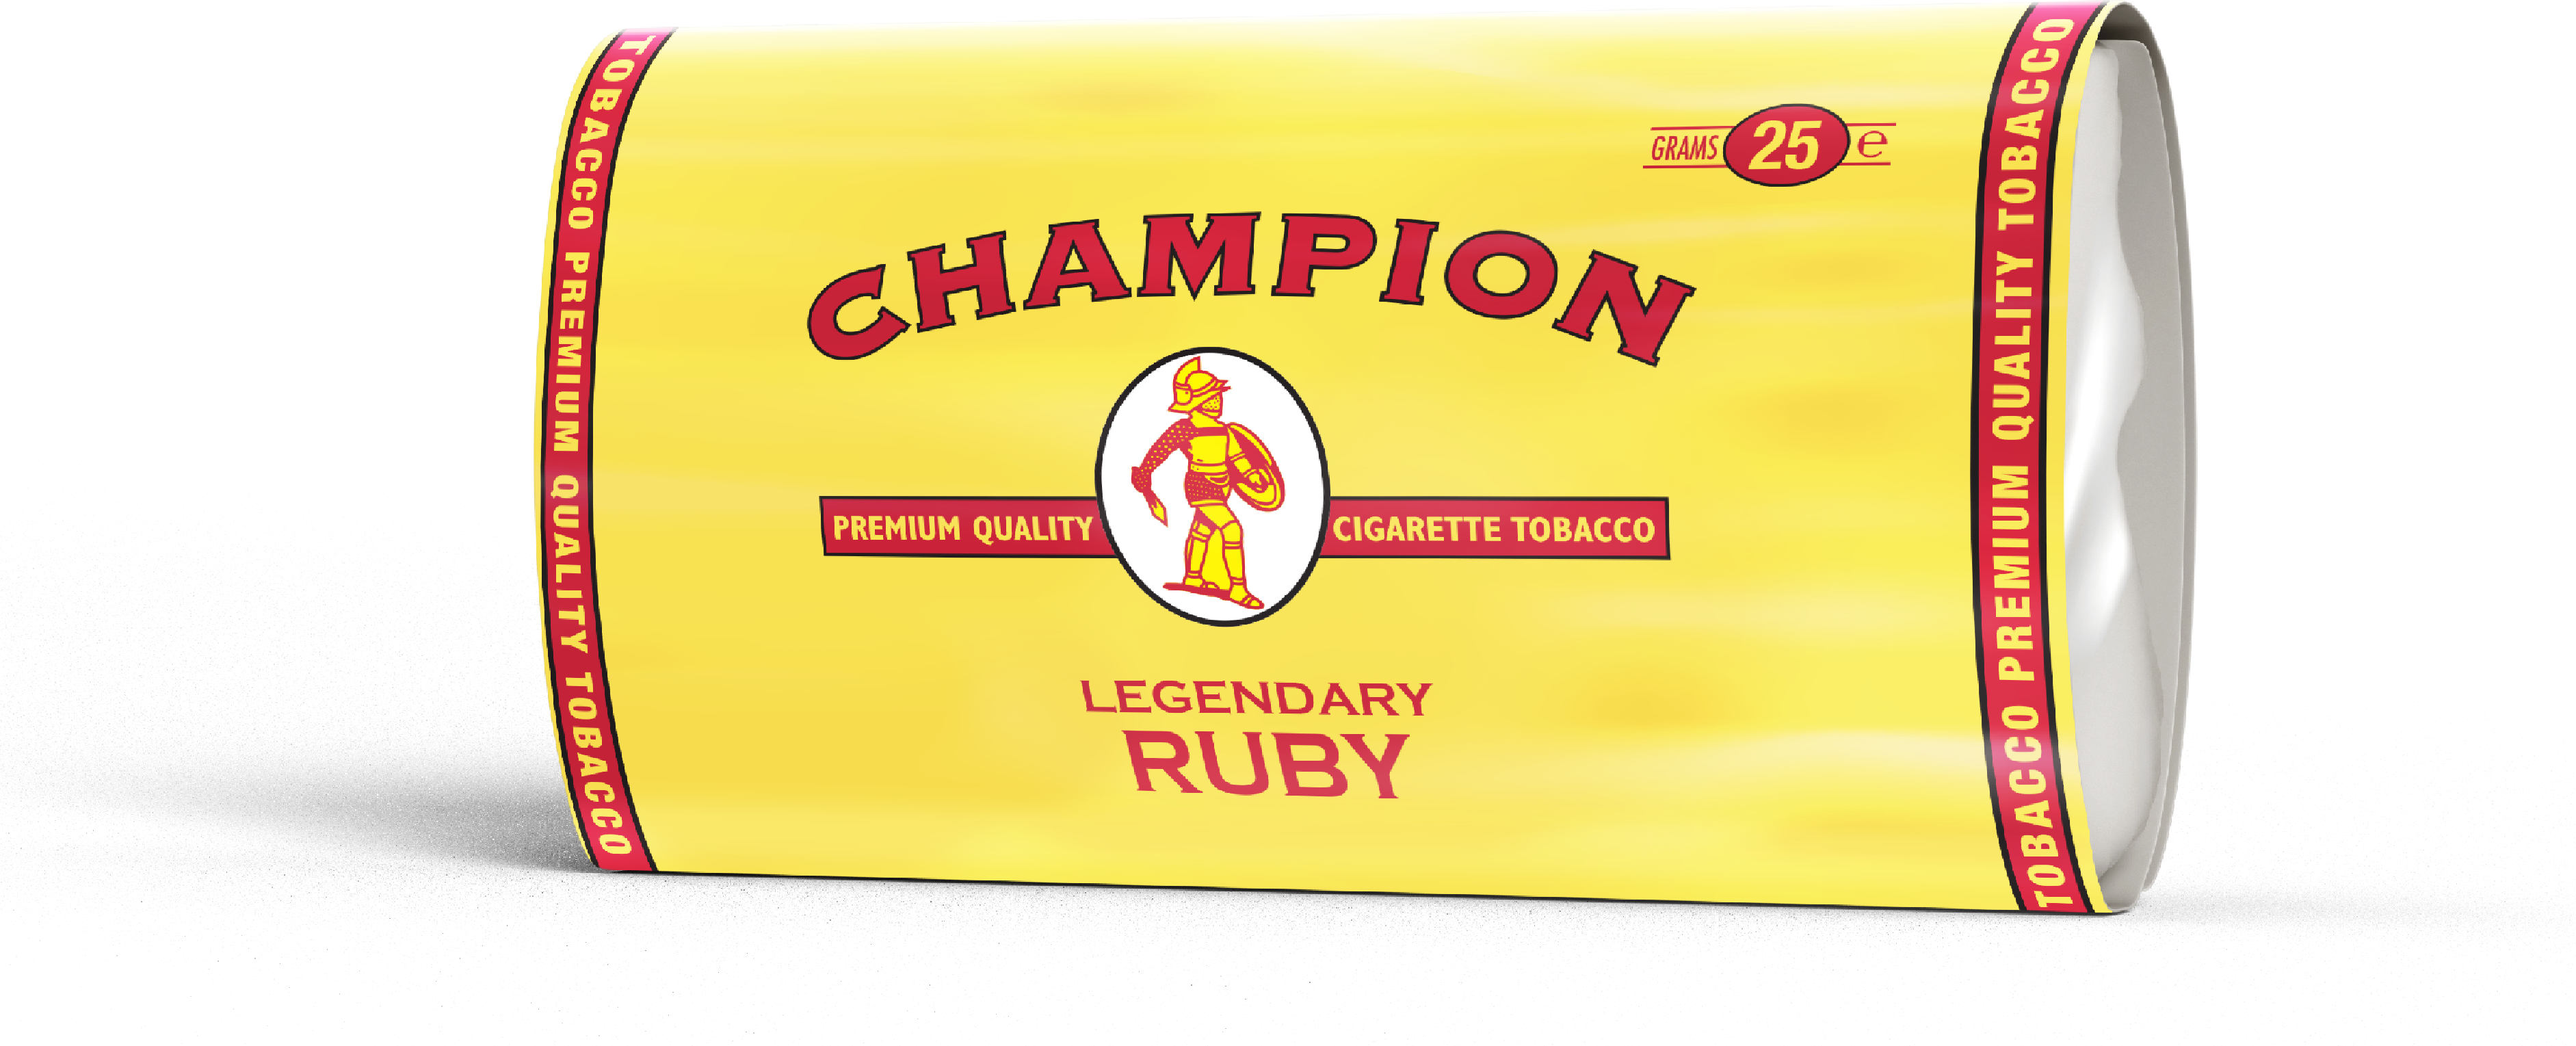 GRAMS 25 e
CHAMPION
PREMIUM QUALITY CIGARETTE TOBACCO
LEGENDARY
RUBY
TOBACCO PREMIUM QUALITY TOBACCO
TOBACCO PREMIUM QUALITY TOBACCO